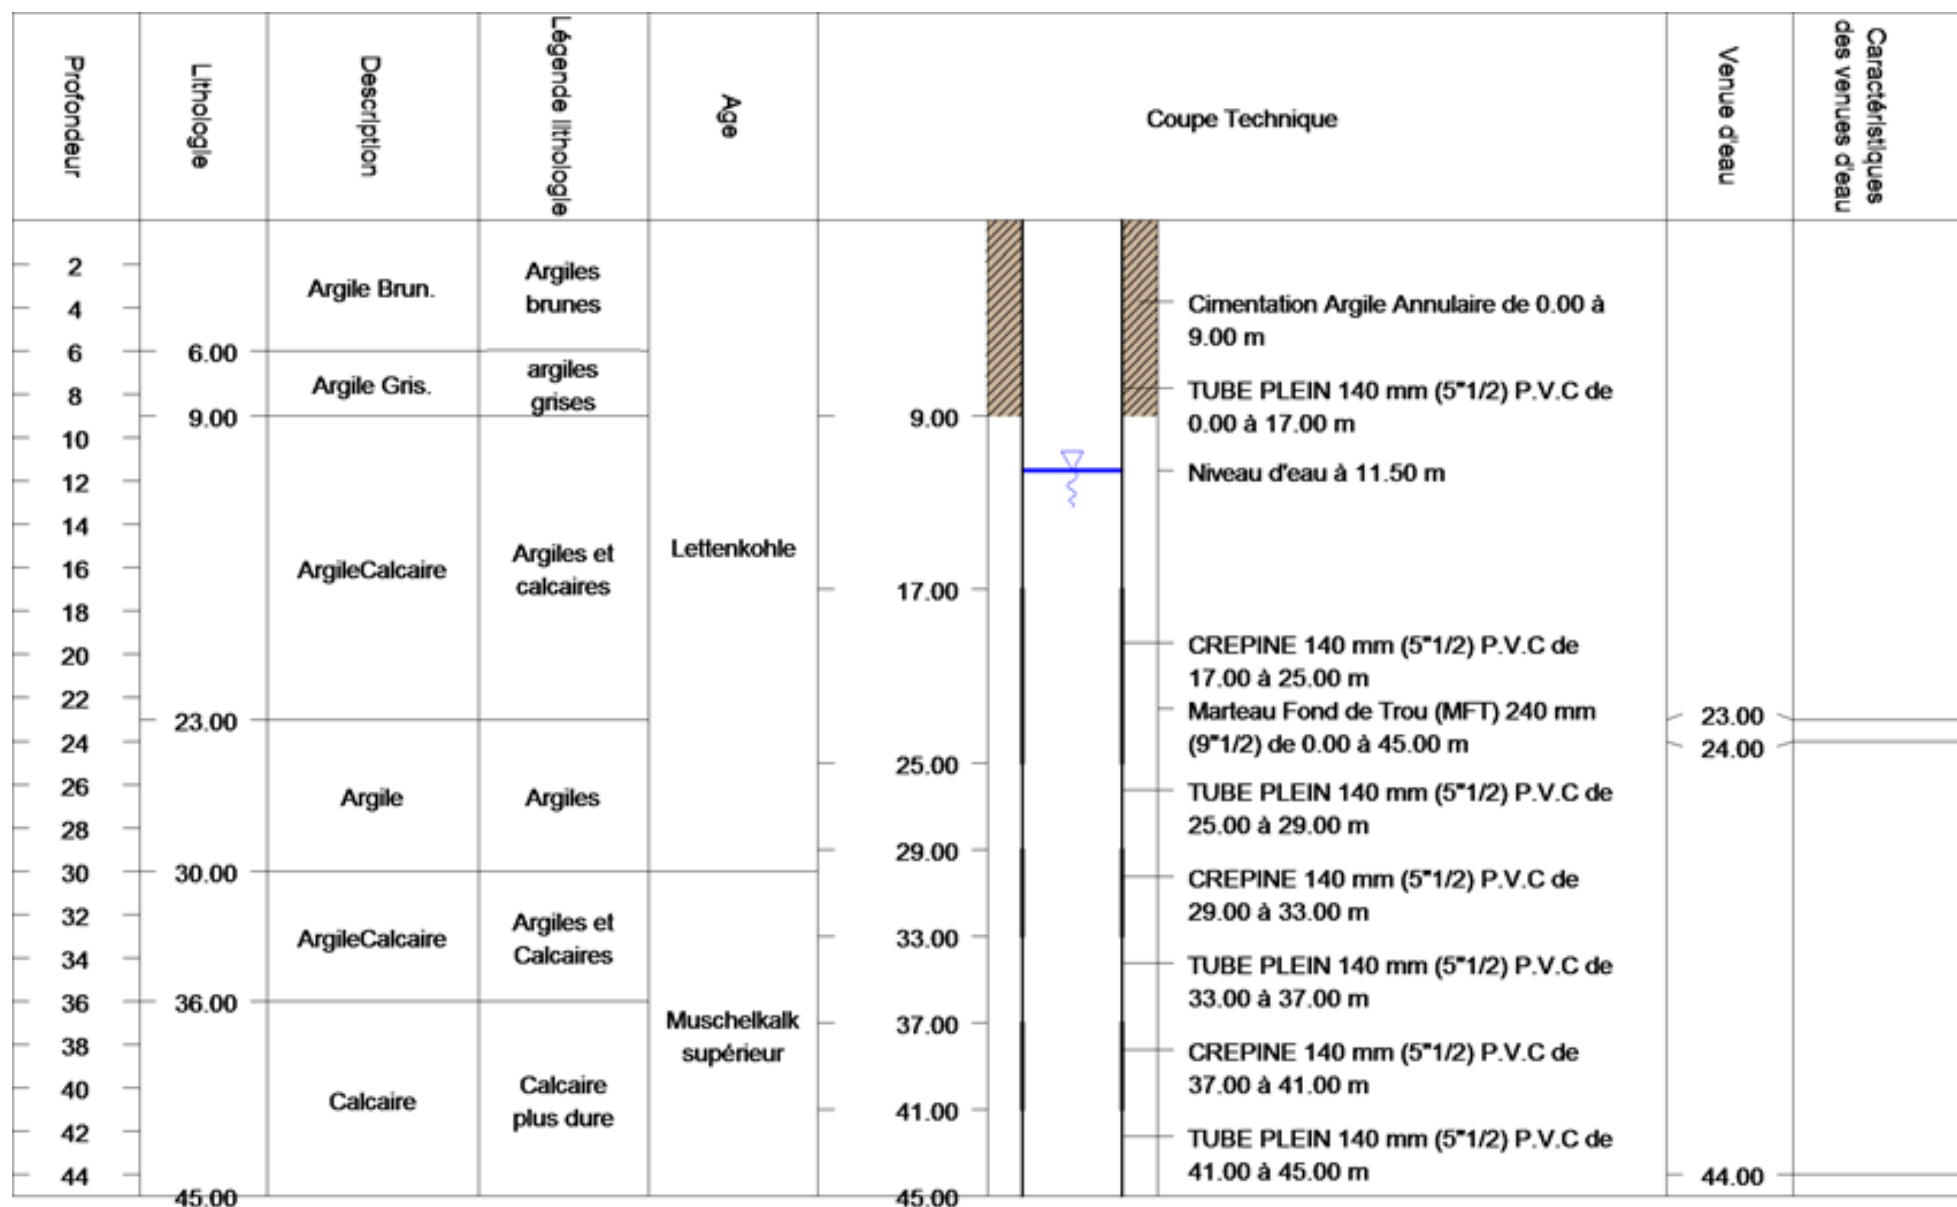 Profondeur
Lithologie
Description
Légende lithologie
Age
Coupe Technique
Venue d'eau
Caractéristiques
des venues d'eau
2
4
6
8
10
12
14
16
18
20
22
24
26
28
30
32
34
36
38
40
42
44
6.00
9.00
23.00
30.00
36.00
45.00
Argile Brun.
Argile Gris.
ArgileCalcaire
Argile
ArgileCalcaire
Calcaire
Argiles
brunes
argiles
grises
Argiles et
calcaires
Argiles
Argiles et
Calcaires
Calcaire
plus dure
Lettenkohle
Muschelkalk
supérieur
9.00
17.00
25.00
29.00
33.00
37.00
41.00
45.00
Cimentation Argile Annulaire de 0.00 à
9.00 m
TUBE PLEIN 140 mm (5"1/2) P.V.C de
0.00 à 17.00 m
Niveau d'eau à 11.50 m
CREPINE 140 mm (5"1/2) P.V.C de
17.00 à 25.00 m
Marteau Fond de Trou (MFT) 240 mm
(9"1/2) de 0.00 à 45.00 m
TUBE PLEIN 140 mm (5"1/2) P.V.C de
25.00 à 29.00 m
CREPINE 140 mm (5"1/2) P.V.C de
29.00 à 33.00 m
TUBE PLEIN 140 mm (5"1/2) P.V.C de
33.00 à 37.00 m
CREPINE 140 mm (5"1/2) P.V.C de
37.00 à 41.00 m
TUBE PLEIN 140 mm (5"1/2) P.V.C de
41.00 à 45.00 m
23.00
24.00
44.00